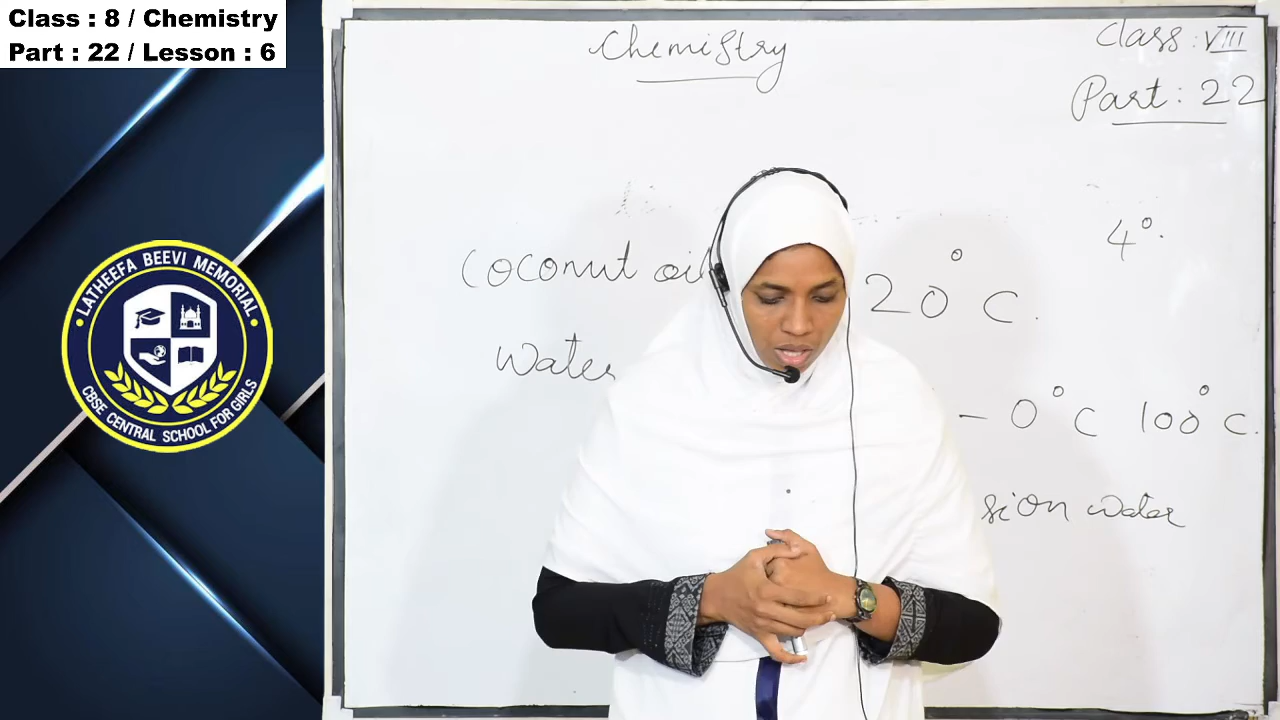 Class : 8 / Chemistry
Part : 22 / Lesson : 6
Chemistry
Class : VIII
Part : 22
4°.
Coconut oil 20°C.
Water - 0°C 100°C.
sion water
LATHEEFA BEEVI MEMORIAL
CBSE CENTRAL SCHOOL FOR GIRLS